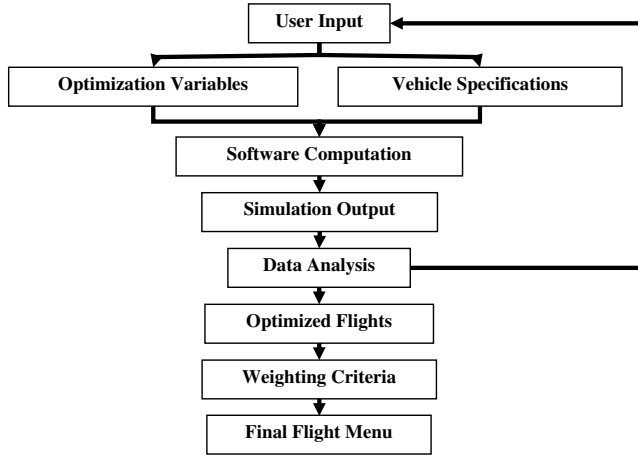 User Input
Optimization Variables
Vehicle Specifications
Software Computation
Simulation Output
Data Analysis
Optimized Flights
Weighting Criteria
Final Flight Menu